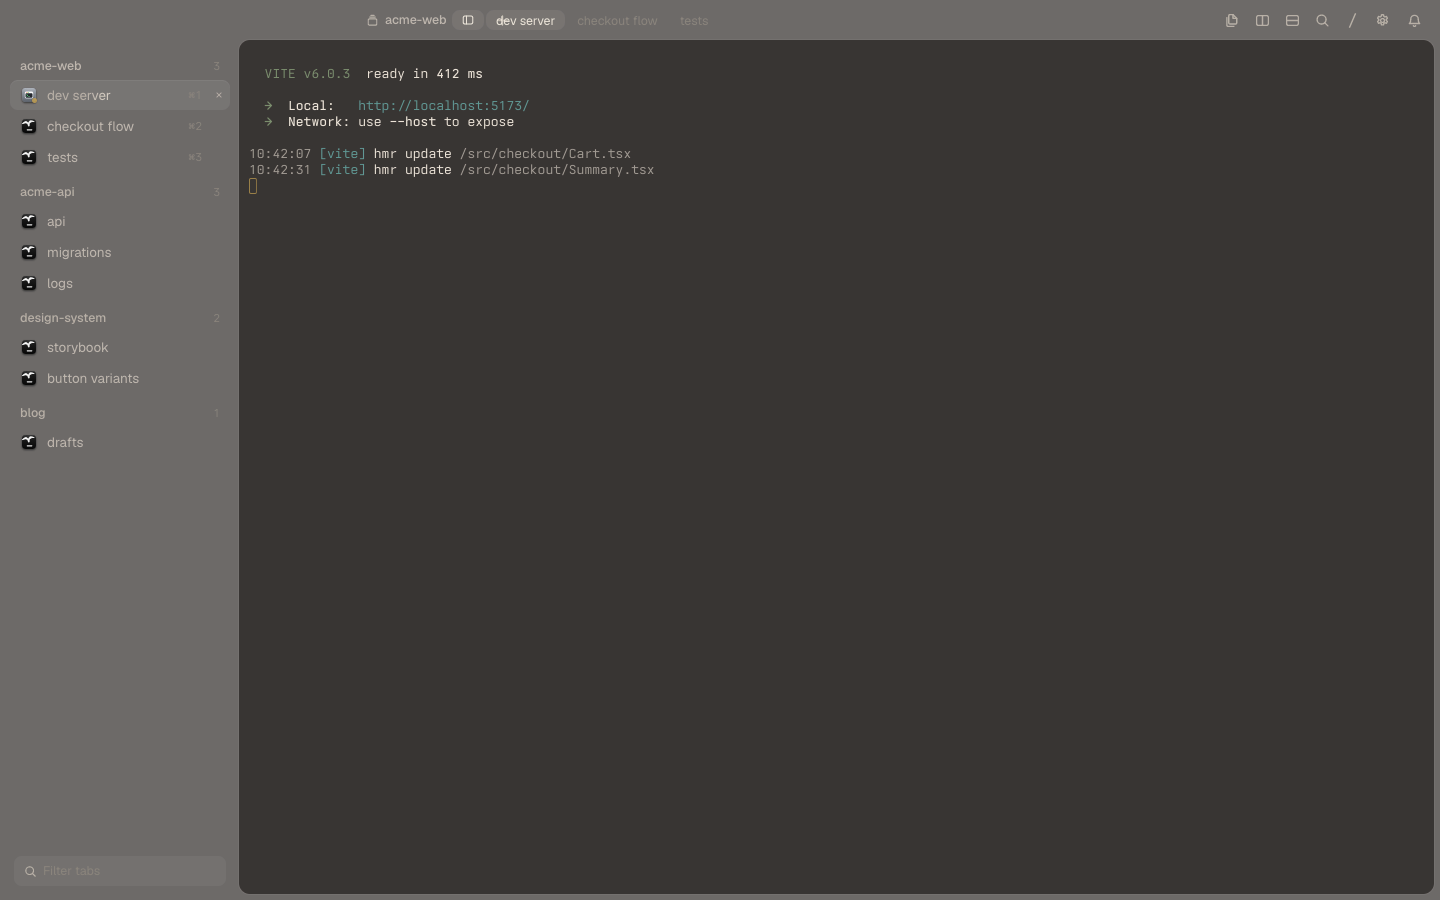 acme-web
dev server
checkout flow
tests
acme-web 3
dev server ⌘1 ×
checkout flow ⌘2
tests ⌘3
acme-api 3
api
migrations
logs
design-system 2
storybook
button variants
blog 1
drafts
Filter tabs
VITE v6.0.3 ready in 412 ms
→ Local: http://localhost:5173/
→ Network: use --host to expose
10:42:07 [vite] hmr update /src/checkout/Cart.tsx
10:42:31 [vite] hmr update /src/checkout/Summary.tsx